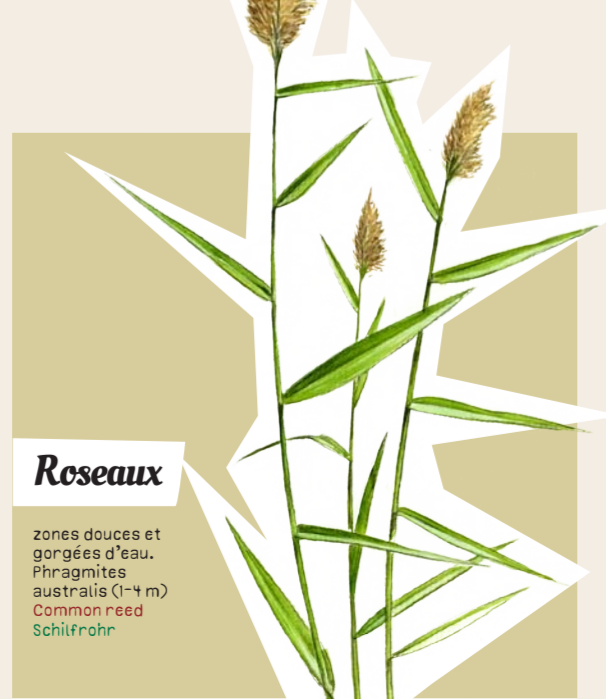 Roseaux
zones douces et
gorgées d'eau.
Phragmites
australis (1-4 m)
Common reed
Schilfrohr